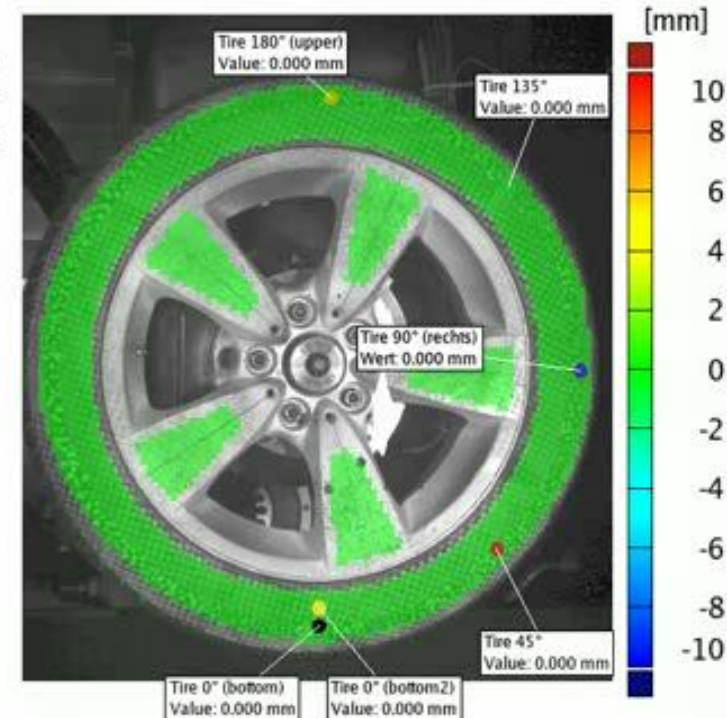 [mm]
Tire 180° (upper)
Value: 0.000 mm
Tire 135°
Value: 0.000 mm
10
8
6
4
2
0
-2
-4
-6
-8
-10
Tire 90° (rechts)
Wert: 0.000 mm
Tire 45°
Value: 0.000 mm
Tire 0° (bottom)
Value: 0.000 mm
Tire 0° (bottom2)
Value: 0.000 mm